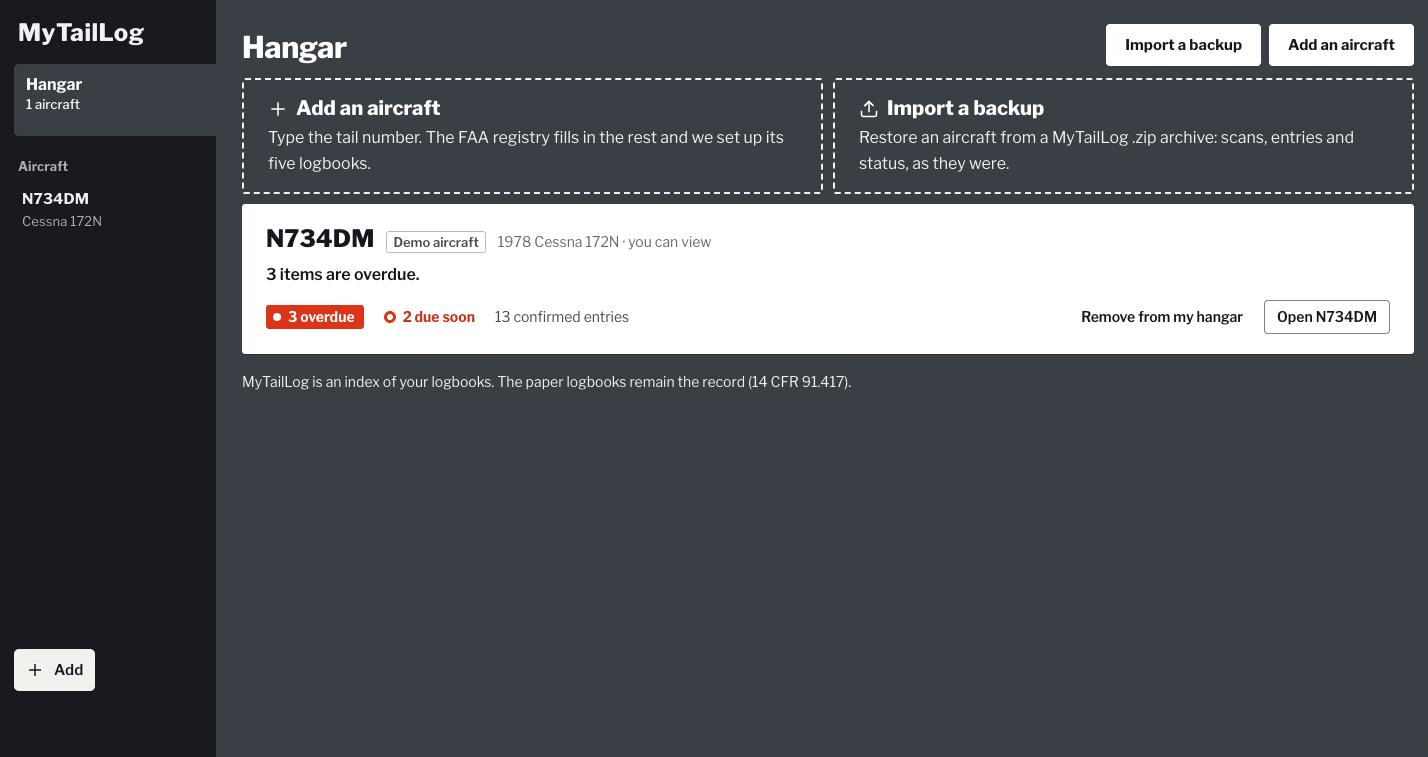 MyTailLog
Hangar
1 aircraft
Aircraft
N734DM
Cessna 172N
Add
Hangar
Import a backup
Add an aircraft
Add an aircraft
Type the tail number. The FAA registry fills in the rest and we set up its
five logbooks.
Import a backup
Restore an aircraft from a MyTailLog .zip archive: scans, entries and
status, as they were.
N734DM Demo aircraft 1978 Cessna 172N · you can view
3 items are overdue.
3 overdue 2 due soon 13 confirmed entries Remove from my hangar Open N734DM
MyTailLog is an index of your logbooks. The paper logbooks remain the record (14 CFR 91.417).